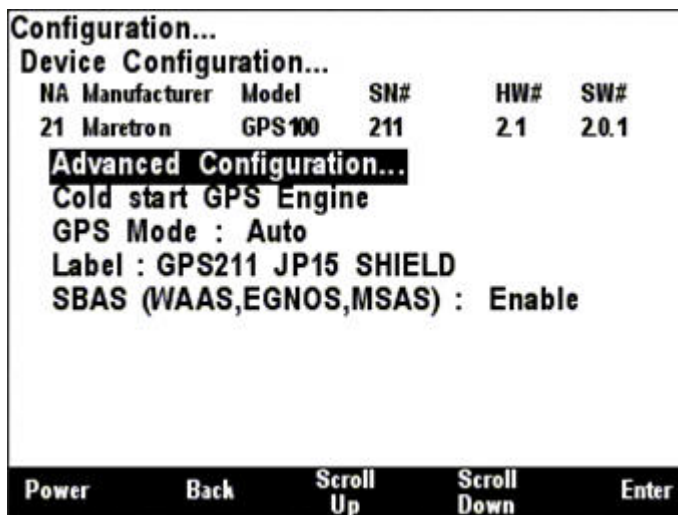 Configuration...
Device Configuration...
NA Manufacturer Model SN# HW# SW#
21 Maretron GPS100 211 2.1 2.0.1
Advanced Configuration...
Cold start GPS Engine
GPS Mode : Auto
Label : GPS211 JP15 SHIELD
SBAS (WAAS,EGNOS,MSAS) : Enable
Power Back Scroll Up Scroll Down Enter